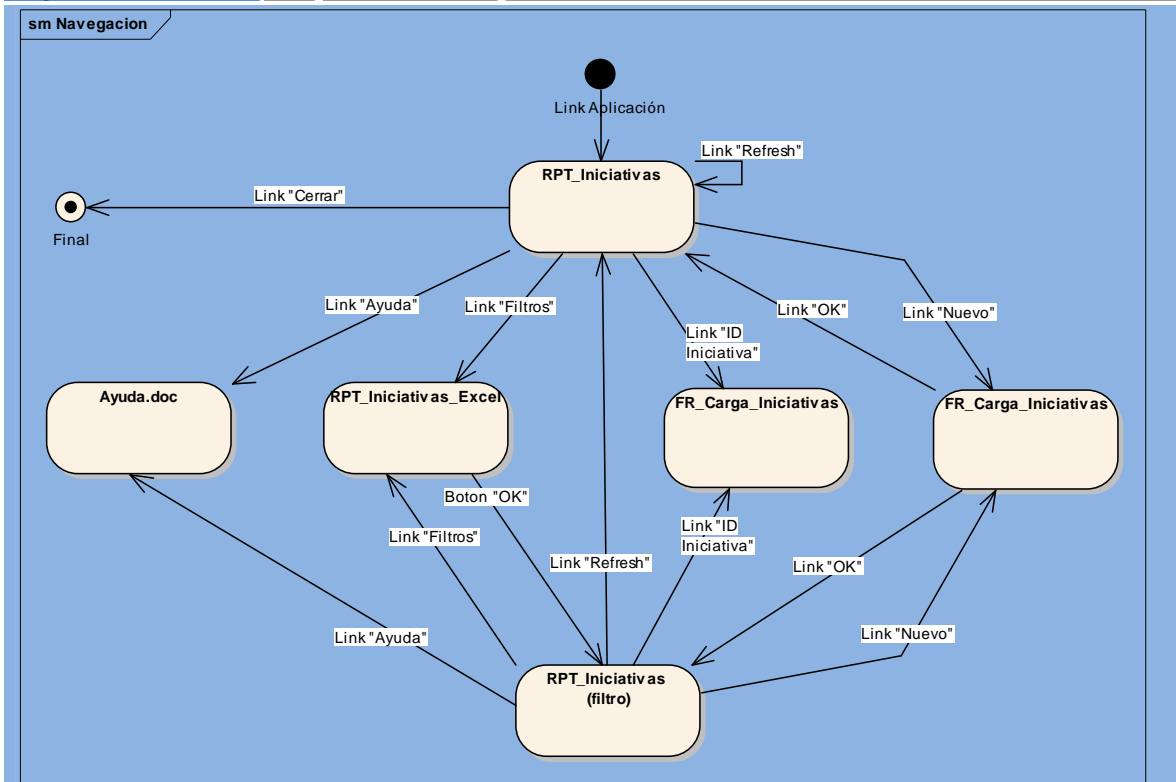 sm Navegacion
Link Aplicación
Link "Refresh"
RPT_Iniciativas
Link "Cerrar"
Final
Link "Ayuda"
Link "Filtros"
Link "OK"
Link "Nuevo"
Link "ID
Iniciativa"
Ayuda.doc
RPT_Iniciativas_Excel
FR_Carga_Iniciativas
FR_Carga_Iniciativas
Boton "OK"
Link "ID
Iniciativa"
Link "Filtros"
Link "Refresh"
Link "OK"
Link "Ayuda"
Link "Nuevo"
RPT_Iniciativas
(filtro)